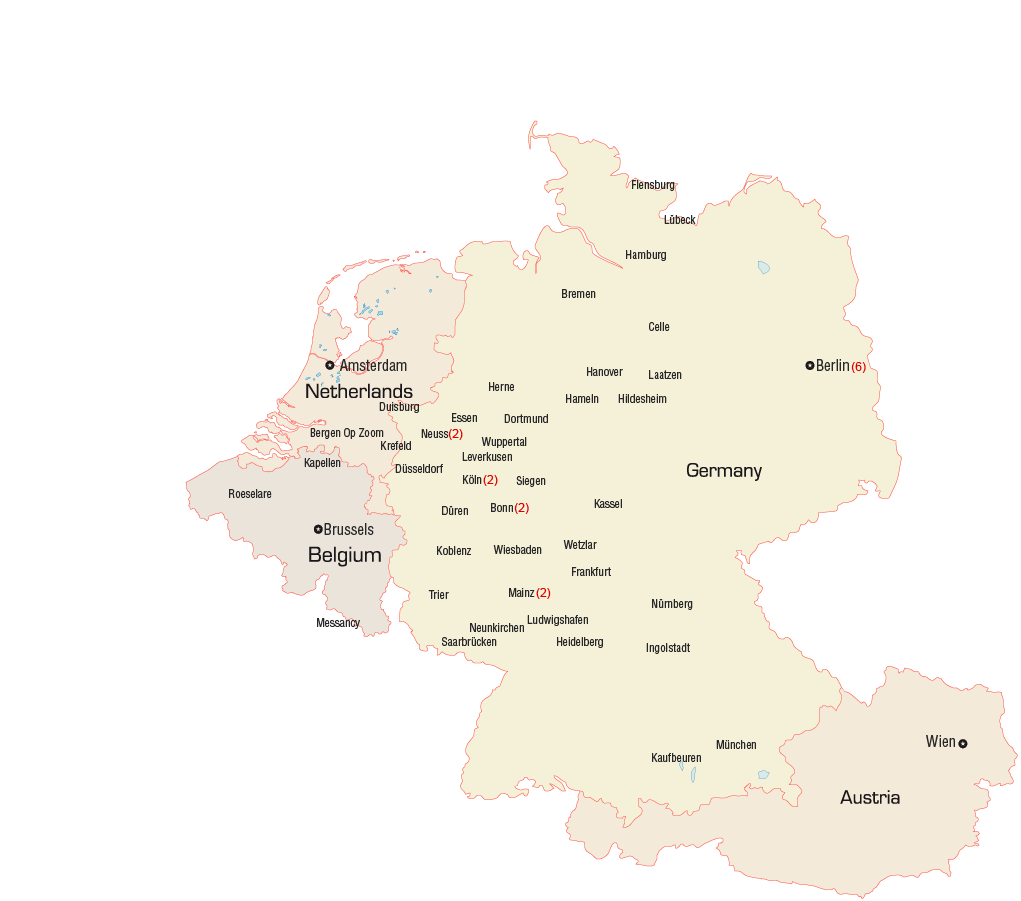 Flensburg
Lübeck
Hamburg
Bremen
Celle
Amsterdam
Hanover
Laatzen
Berlin (6)
Netherlands
Herne
Hameln
Hildesheim
Duisburg
Essen
Dortmund
Bergen Op Zoom
Neuss (2)
Krefeld
Wuppertal
Leverkusen
Kapellen
Düsseldorf
Germany
Köln (2)
Siegen
Roeselare
Kassel
Düren
Bonn (2)
Brussels
Belgium
Koblenz
Wiesbaden
Wetzlar
Frankfurt
Trier
Mainz (2)
Nürnberg
Messancy
Ludwigshafen
Neunkirchen
Saarbrücken
Heidelberg
Ingolstadt
Wien
München
Kaufbeuren
Austria